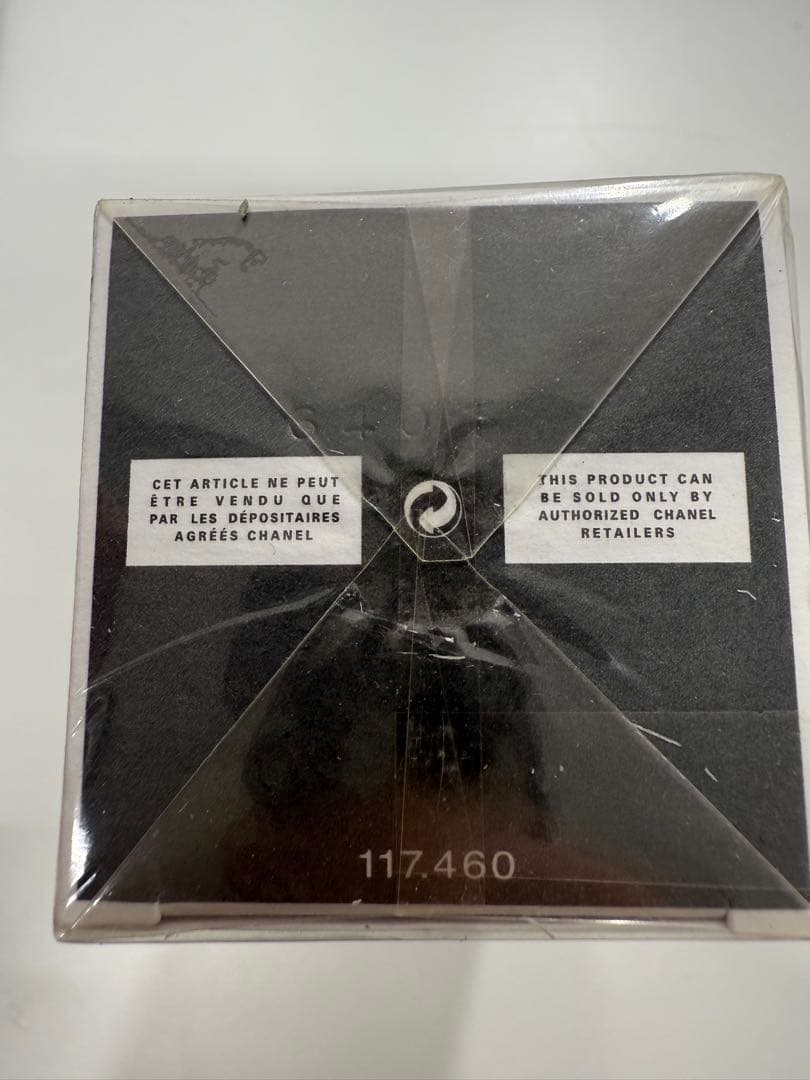 CET ARTICLE NE PEUT
ÊTRE VENDU QUE
PAR LES DÉPOSITAIRES
AGRÉÉS CHANEL
THIS PRODUCT CAN
BE SOLD ONLY BY
AUTHORIZED CHANEL
RETAILERS
117.460